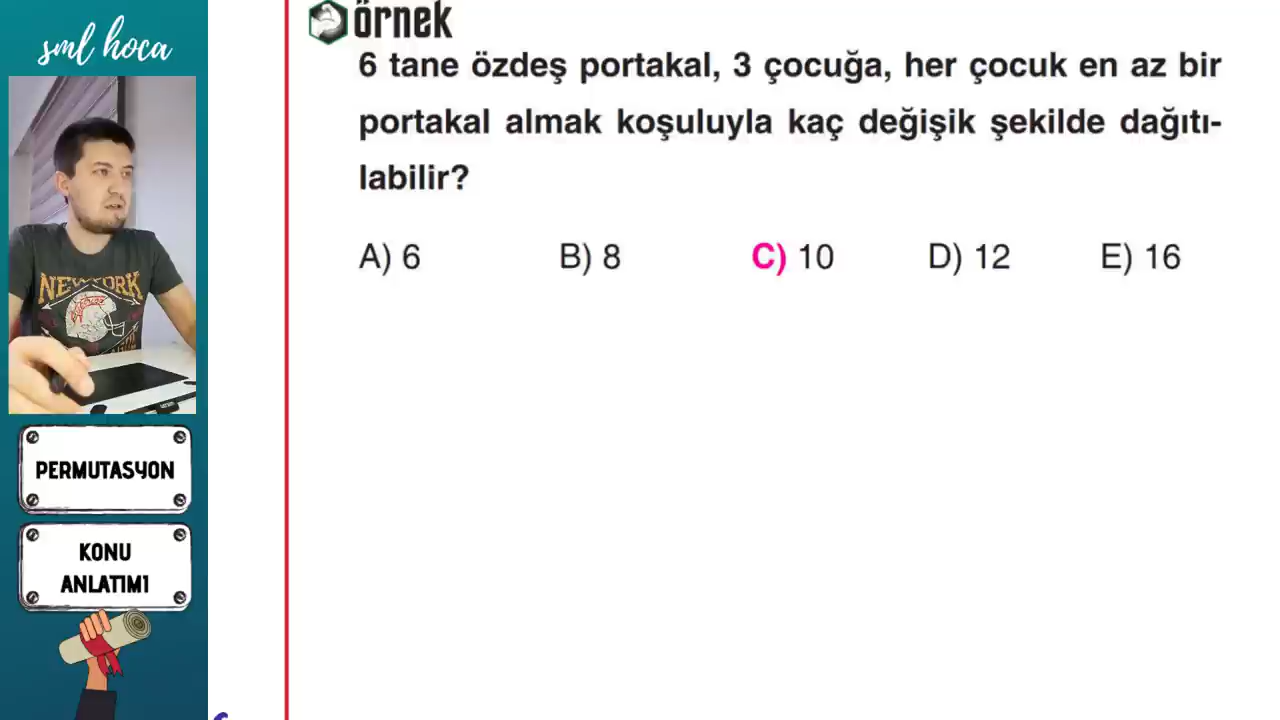 sml hoca
örnek
6 tane özdeş portakal, 3 çocuğa, her çocuk en az bir
portakal almak koşuluyla kaç değişik şekilde dağıtı-
labilir?
A) 6 B) 8 C) 10 D) 12 E) 16
NEW YORK
PERMUTASYON
KONU
ANLATIMI